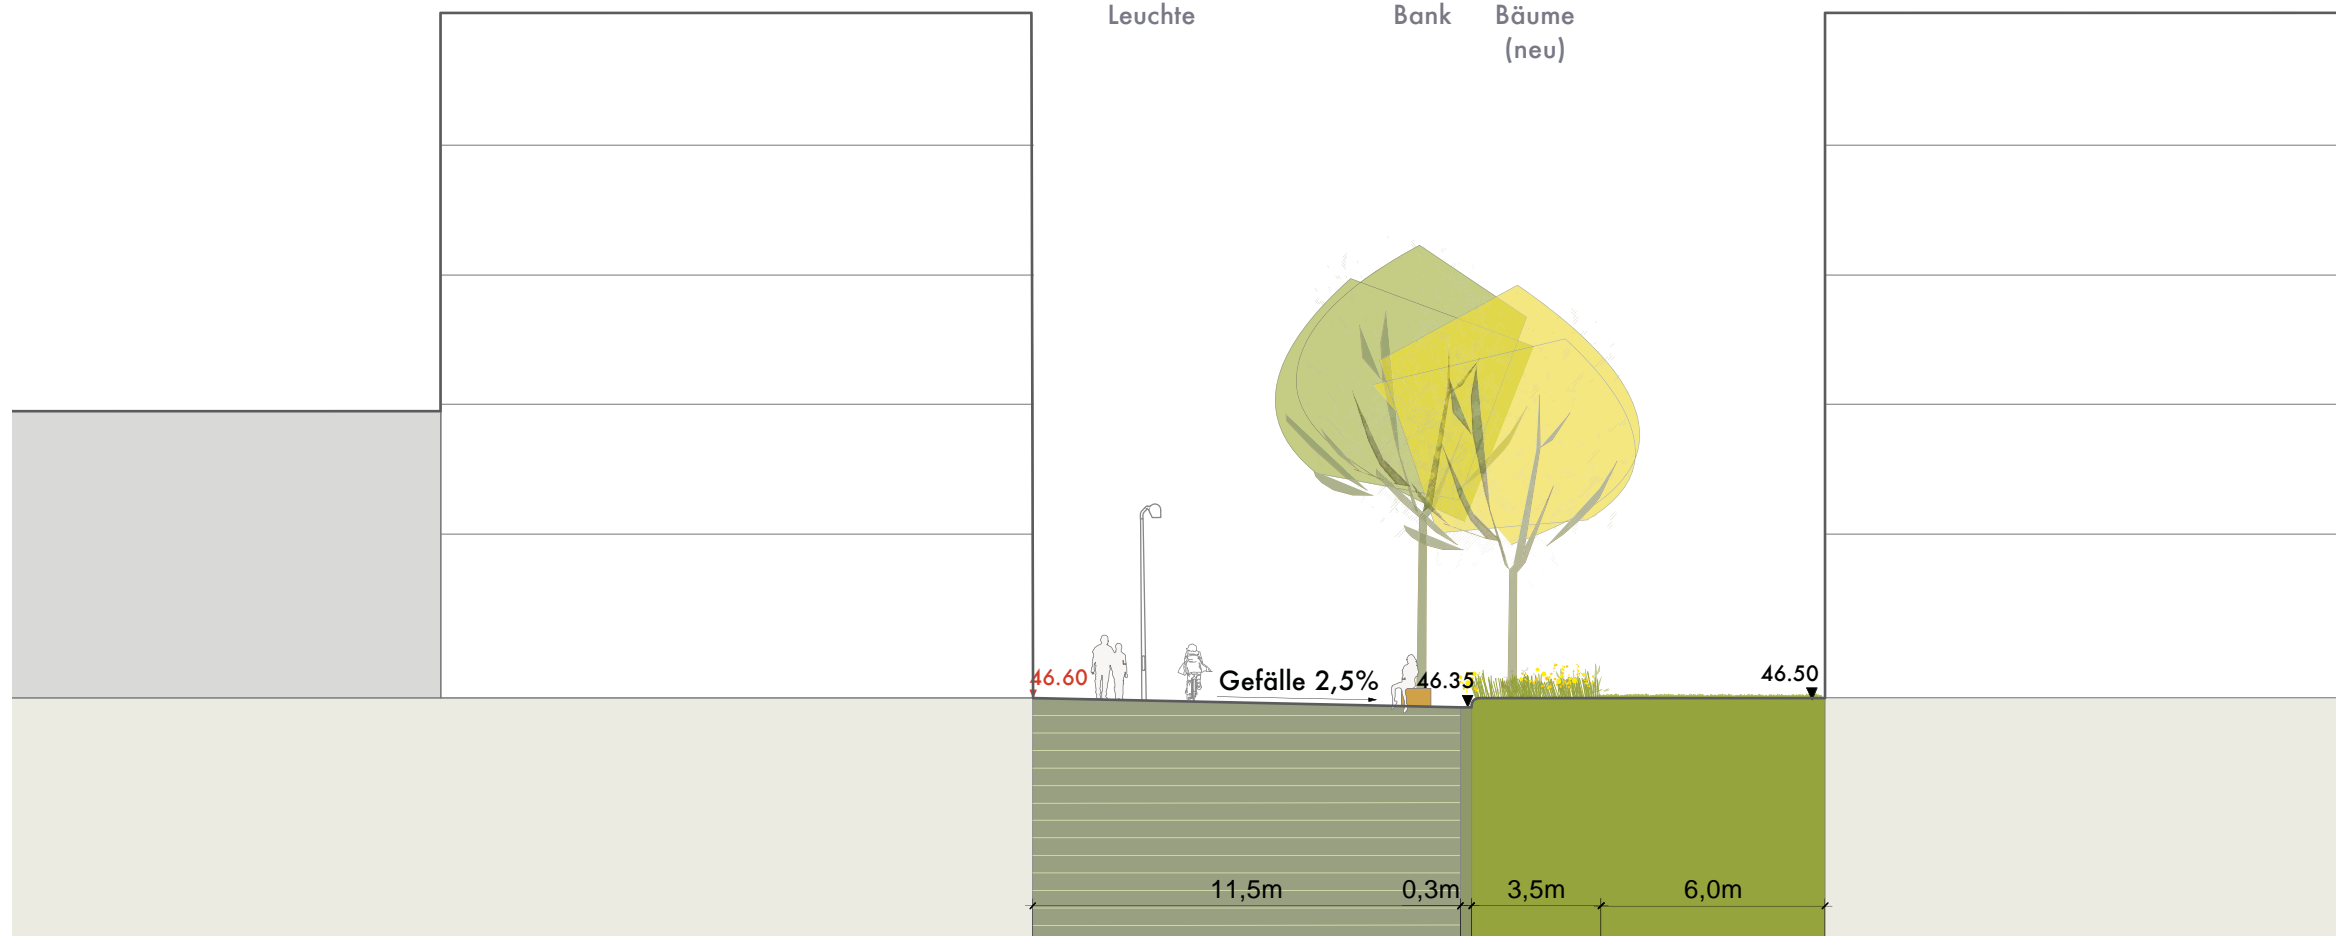 Leuchte
Bank
Bäume
(neu)
46.60
Gefälle 2,5%
46.35
46.50
11,5m
0,3m
3,5m
6,0m